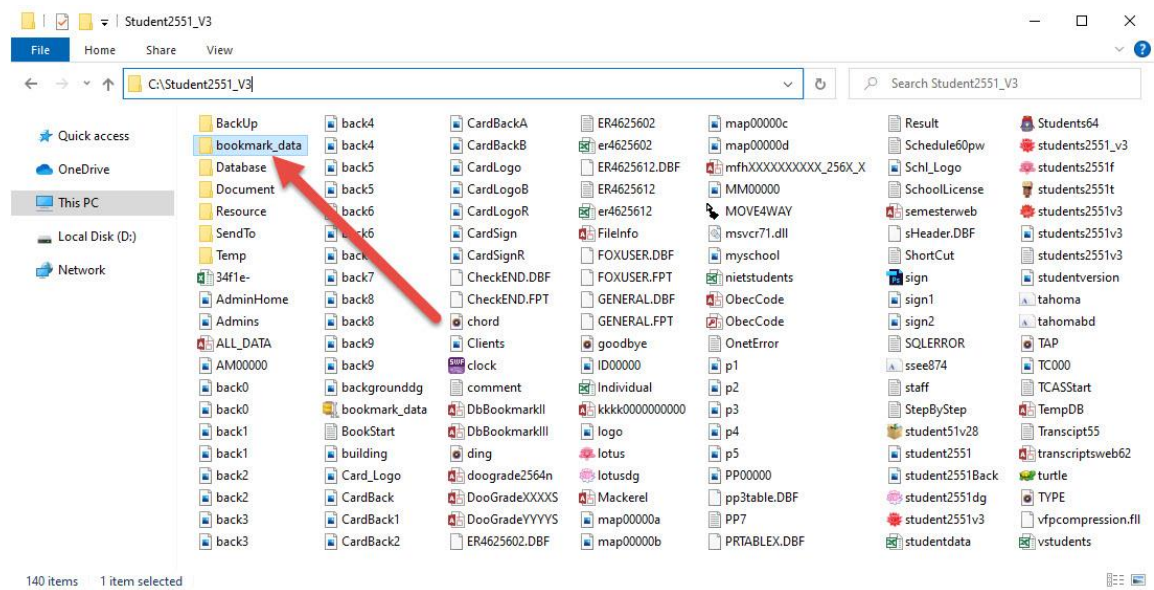 Student2551_V3
File
Home
Share
View
C:\Student2551_V3
Search Student2551_V3
Quick access
OneDrive
This PC
Local Disk (D:)
Network
BackUp
bookmark_data
Database
Document
Resource
SendTo
Temp
34f1e-
AdminHome
Admins
ALL_DATA
AM00000
back0
back0
back1
back1
back2
back2
back3
back3
back4
back4
back5
back5
back6
back7
back8
back8
back9
back9
backgrounddg
bookmark_data
BookStart
building
Card_Logo
CardBack
CardBack1
CardBack2
CardBackA
CardBackB
CardLogo
CardLogoB
CardLogoR
CardSign
CardSignR
CheckEND.DBF
CheckEND.FPT
chord
Clients
clock
comment
DbBookmarkII
DbBookmarkIII
ding
doograde2564n
DooGradeXXXXS
DooGradeYYYYS
ER4625602.DBF
ER4625602
er4625602
ER4625612.DBF
ER4625612
er4625612
FileInfo
FOXUSER.DBF
FOXUSER.FPT
GENERAL.DBF
GENERAL.FPT
goodbye
ID00000
Individual
kkkk0000000000
logo
lotus
lotusdg
Mackerel
map00000a
map00000b
map00000c
map00000d
mfhXXXXXXXXXX_256X_X
MM00000
MOVE4WAY
msvcr71.dll
myschool
nietstudents
ObecCode
ObecCode
OnetError
p1
p2
p3
p4
p5
PP00000
pp3table.DBF
PP7
PRTABLEX.DBF
Result
Schedule60pw
Schl_Logo
SchoolLicense
semesterweb
sHeader.DBF
ShortCut
sign
sign1
sign2
SQLERROR
ssee874
staff
StepByStep
student51v28
student2551
student2551Back
student2551dg
student2551v3
studentdata
Students64
students2551_v3
students2551f
students2551t
students2551v3
students2551v3
students2551v3
studentversion
tahoma
tahomabd
TAP
TC000
TCASStart
TempDB
Transcipt55
transcriptsweb62
turtle
TYPE
vfpcompression.fll
vstudents
140 items
1 item selected